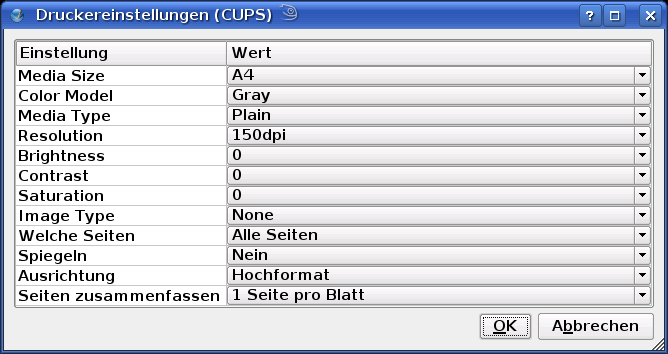 Druckereinstellungen (CUPS)
Einstellung Wert
Media Size A4
Color Model Gray
Media Type Plain
Resolution 150dpi
Brightness 0
Contrast 0
Saturation 0
Image Type None
Welche Seiten Alle Seiten
Spiegeln Nein
Ausrichtung Hochformat
Seiten zusammenfassen 1 Seite pro Blatt
OK Abbrechen